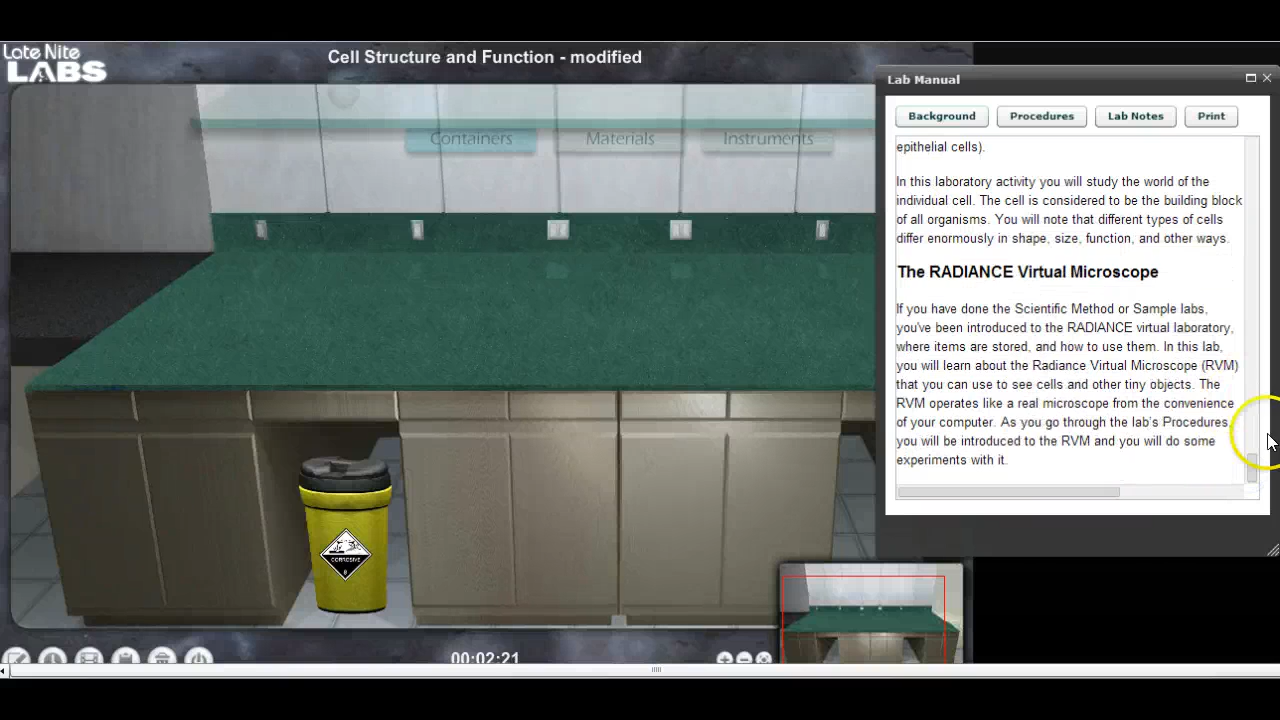 Late Nite
LABS
Cell Structure and Function - modified
Containers
Materials
Instruments
CORROSIVE
8
00:02:21
Lab Manual
Background
Procedures
Lab Notes
Print
epithelial cells).
In this laboratory activity you will study the world of the
individual cell. The cell is considered to be the building block
of all organisms. You will note that different types of cells
differ enormously in shape, size, function, and other ways.
The RADIANCE Virtual Microscope
If you have done the Scientific Method or Sample labs,
you've been introduced to the RADIANCE virtual laboratory,
where items are stored, and how to use them. In this lab,
you will learn about the Radiance Virtual Microscope (RVM)
that you can use to see cells and other tiny objects. The
RVM operates like a real microscope from the convenience
of your computer. As you go through the lab's Procedures,
you will be introduced to the RVM and you will do some
experiments with it.